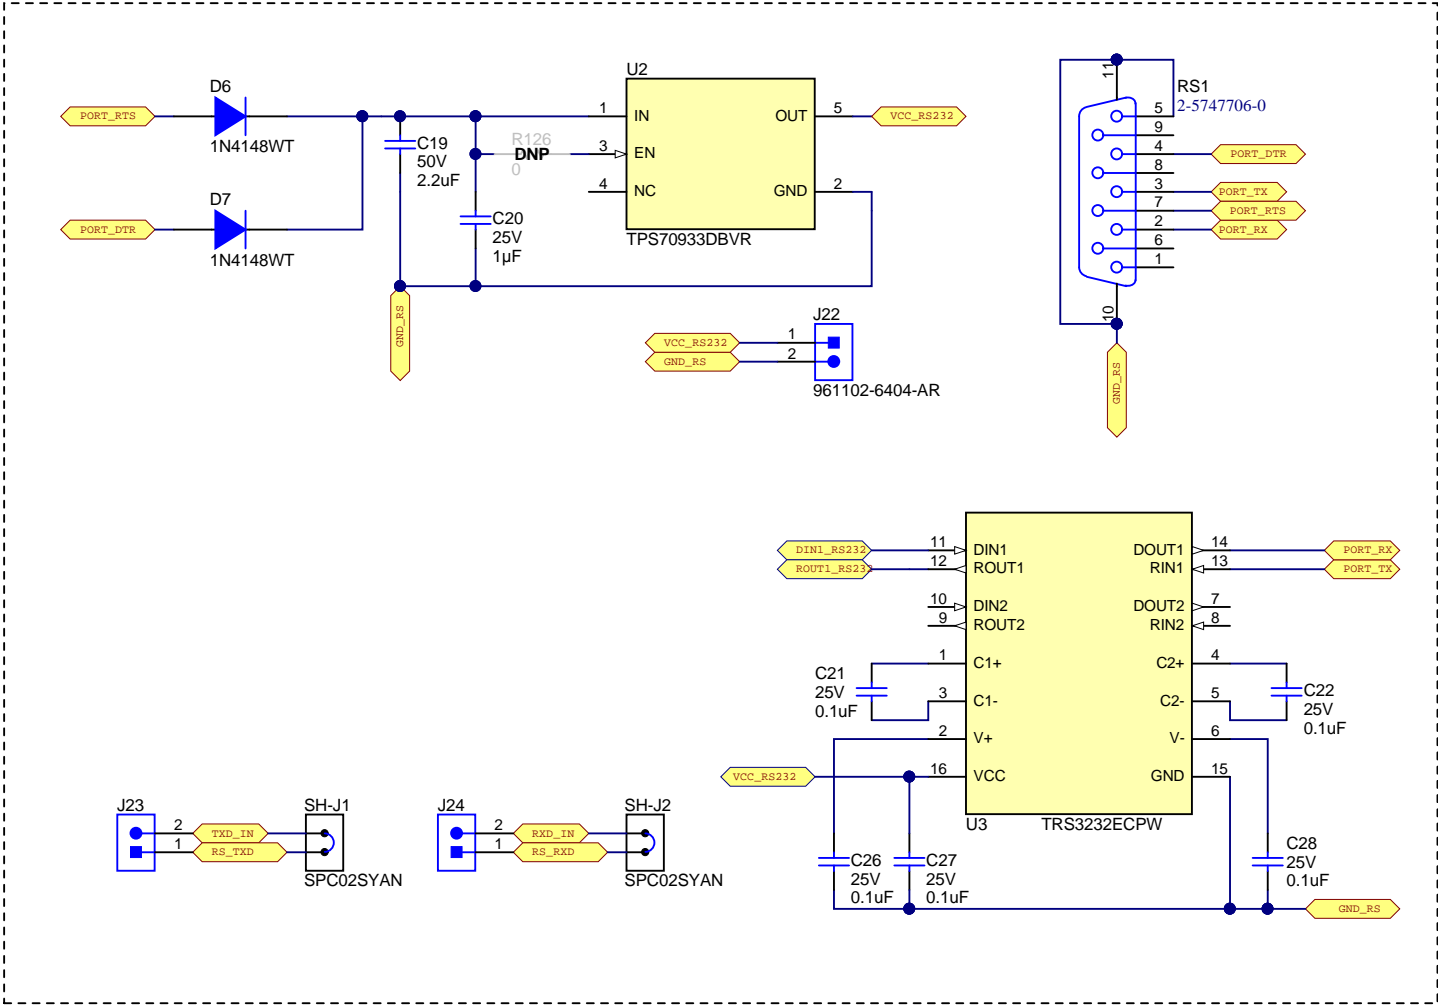 D6
PORT_RTS
1N4148WT
D7
PORT_DTR
1N4148WT
C19
50V
2.2uF
R126
DNP
0
C20
25V
1µF
GND_RS
U2
1 IN
3 EN
4 NC
OUT 5
GND 2
VCC_RS232
TPS70933DBVR
J22
VCC_RS232 1
GND_RS 2
961102-6404-AR
11
RS1
2-5747706-0
5
9
4 PORT_DTR
8
3 PORT_TX
7 PORT_RTS
2 PORT_RX
6
1
10
GND_RS
DIN1_RS232 11 DIN1
ROUT1_RS232 12 ROUT1
10 DIN2
9 ROUT2
1 C1+
3 C1-
2 V+
VCC_RS232 16 VCC
DOUT1 14 PORT_RX
RIN1 13 PORT_TX
DOUT2 7
RIN2 8
C2+ 4
C2- 5
V- 6
GND 15
C21
25V
0.1uF
C22
25V
0.1uF
U3
TRS3232ECPW
C26
25V
0.1uF
C27
25V
0.1uF
C28
25V
0.1uF
GND_RS
J23
2 TXD_IN
1 RS_TXD
SH-J1
SPC02SYAN
J24
2 RXD_IN
1 RS_RXD
SH-J2
SPC02SYAN